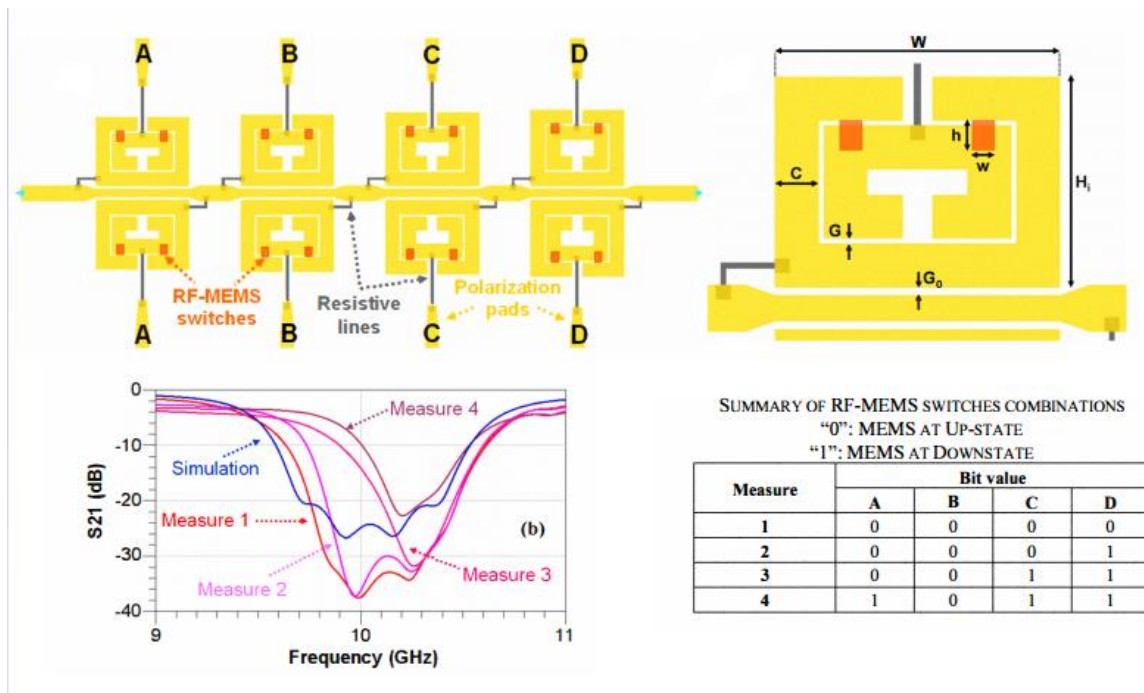 A B C D
RF-MEMS
switches
Resistive
lines
Polarization
pads
A B C D
W
h
w
C
Hi
G
G0
0
-10
-20
-30
-40
S21 (dB)
Measure 4
Simulation
Measure 1
(b)
Measure 2
Measure 3
9 10 11
Frequency (GHz)
SUMMARY OF RF-MEMS SWITCHES COMBINATIONS
"0": MEMS AT UP-STATE
"1": MEMS AT DOWNSTATE
Measure Bit value
A B C D
1 0 0 0 0
2 0 0 0 1
3 0 0 1 1
4 1 0 1 1